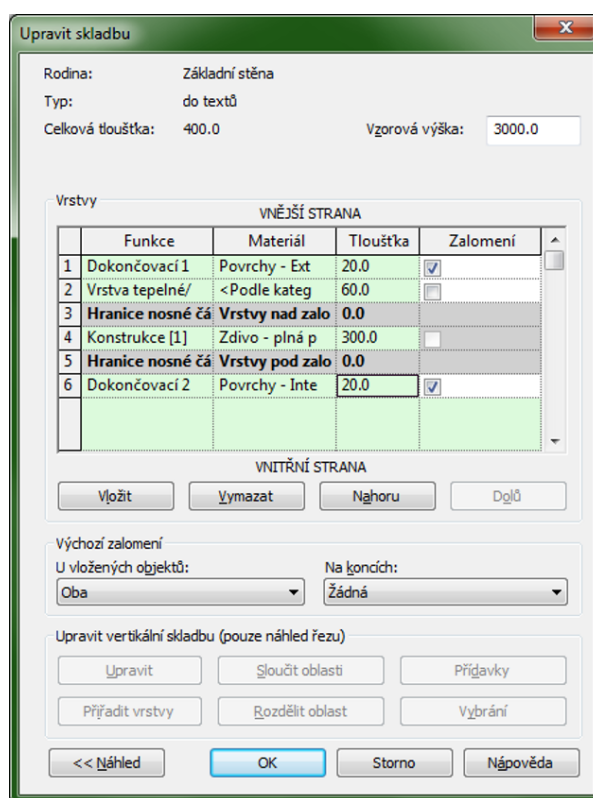 Upravit skladbu
Rodina: Základní stěna
Typ: do textů
Celková tloušťka: 400.0 Vzorová výška: 3000.0
Vrstvy
VNĚJŠÍ STRANA
Funkce Materiál Tloušťka Zalomení
1 Dokončovací 1 Povrchy - Ext 20.0
2 Vrstva tepelné/ <Podle kateg 60.0
3 Hranice nosné čá Vrstvy nad zalo 0.0
4 Konstrukce [1] Zdivo - plná p 300.0
5 Hranice nosné čá Vrstvy pod zalo 0.0
6 Dokončovací 2 Povrchy - Inte 20.0
VNITŘNÍ STRANA
Vložit Vymazat Nahoru Dolů
Výchozí zalomení
U vložených objektů: Na koncích:
Oba Žádná
Upravit vertikální skladbu (pouze náhled řezu)
Upravit Sloučit oblasti Přídavky
Přiřadit vrstvy Rozdělit oblast Vybrání
<< Náhled OK Storno Nápověda